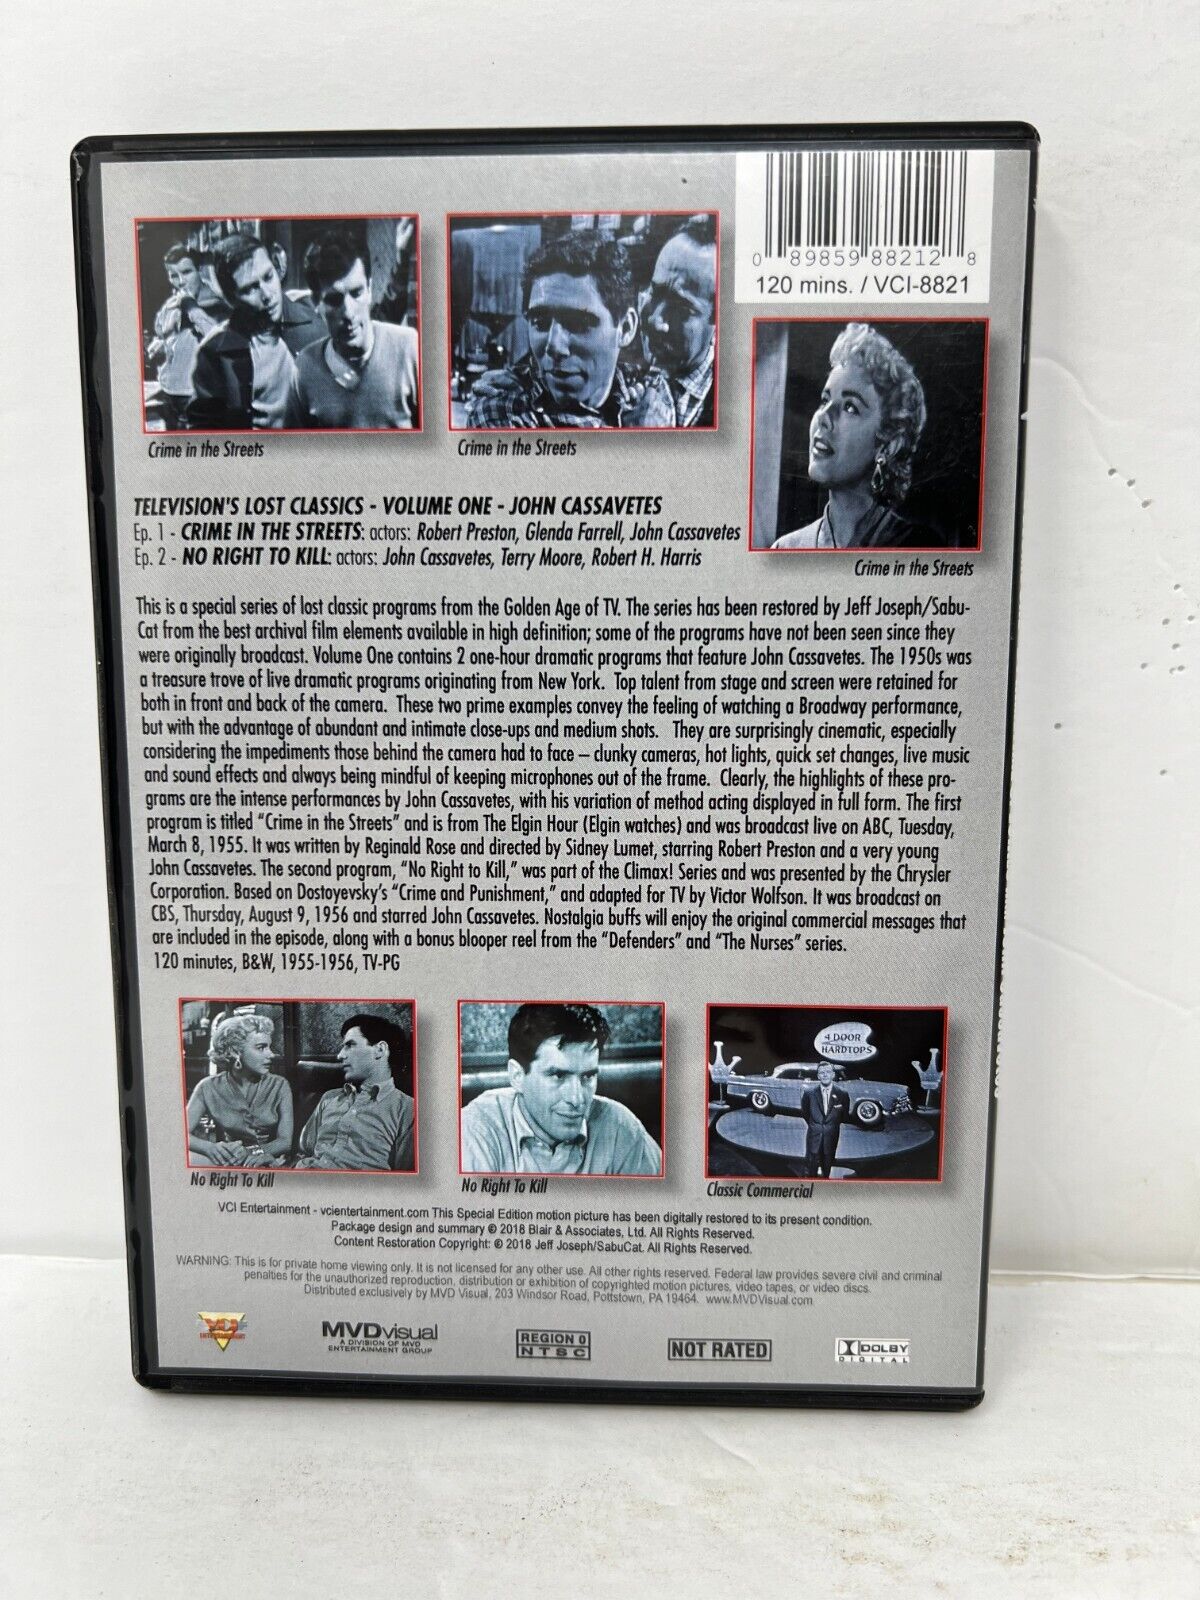 0 89859 88212 8
120 mins. / VCI-8821
Crime in the Streets
Crime in the Streets
Crime in the Streets
TELEVISION'S LOST CLASSICS - VOLUME ONE - JOHN CASSAVETES
Ep. 1 - CRIME IN THE STREETS: actors: Robert Preston, Glenda Farrell, John Cassavetes
Ep. 2 - NO RIGHT TO KILL: actors: John Cassavetes, Terry Moore, Robert H. Harris
This is a special series of lost classic programs from the Golden Age of TV. The series has been restored by Jeff Joseph/Sabu-
Cat from the best archival film elements available in high definition; some of the programs have not been seen since they
were originally broadcast. Volume One contains 2 one-hour dramatic programs that feature John Cassavetes. The 1950s was
a treasure trove of live dramatic programs originating from New York. Top talent from stage and screen were retained for
both in front and back of the camera. These two prime examples convey the feeling of watching a Broadway performance,
but with the advantage of abundant and intimate close-ups and medium shots. They are surprisingly cinematic, especially
considering the impediments those behind the camera had to face – clunky cameras, hot lights, quick set changes, live music
and sound effects and always being mindful of keeping microphones out of the frame. Clearly, the highlights of these pro-
grams are the intense performances by John Cassavetes, with his variation of method acting displayed in full form. The first
program is titled "Crime in the Streets" and is from The Elgin Hour (Elgin watches) and was broadcast live on ABC, Tuesday,
March 8, 1955. It was written by Reginald Rose and directed by Sidney Lumet, starring Robert Preston and a very young
John Cassavetes. The second program, "No Right to Kill," was part of the Climax! Series and was presented by the Chrysler
Corporation. Based on Dostoyevsky's "Crime and Punishment," and adapted for TV by Victor Wolfson. It was broadcast on
CBS, Thursday, August 9, 1956 and starred John Cassavetes. Nostalgia buffs will enjoy the original commercial messages that
are included in the episode, along with a bonus blooper reel from the "Defenders" and "The Nurses" series.
120 minutes, B&W, 1955-1956, TV-PG
4 DOOR
HARDTOPS
No Right To Kill
No Right To Kill
Classic Commercial
VCI Entertainment - vcientertainment.com This Special Edition motion picture has been digitally restored to its present condition.
Package design and summary © 2018 Blair & Associates, Ltd. All Rights Reserved.
Content Restoration Copyright: © 2018 Jeff Joseph/SabuCat. All Rights Reserved.
WARNING: This is for private home viewing only. It is not licensed for any other use. All other rights reserved. Federal law provides severe civil and criminal
penalties for the unauthorized reproduction, distribution or exhibition of copyrighted motion pictures, video tapes, or video discs.
Distributed exclusively by MVD Visual, 203 Windsor Road, Pottstown, PA 19464. www.MVDVisual.com
VCI
ENTERTAINMENT
MVDvisual
A DIVISION OF MVD
ENTERTAINMENT GROUP
REGION 0
NTSC
NOT RATED
DOLBY
DIGITAL